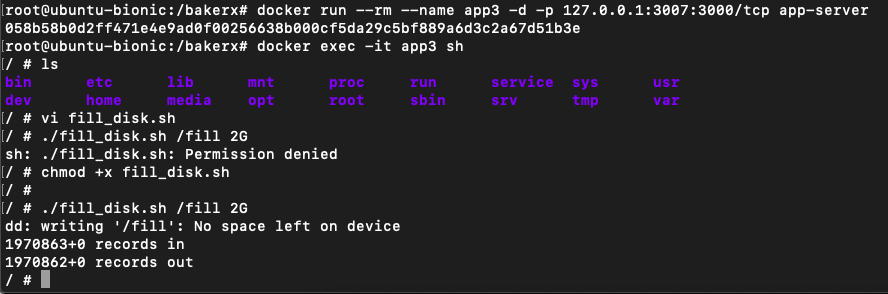 [root@ubuntu-bionic:/bakerx# docker run --rm --name app3 -d -p 127.0.0.1:3007:3000/tcp app-server
058b58b0d2ff471e4e9ad0f00256638b000cf5da29c5bf889a6d3c2a67d51b3e
[root@ubuntu-bionic:/bakerx# docker exec -it app3 sh
[/ # ls
bin etc lib mnt proc run service sys usr
dev home media opt root sbin srv tmp var
[/ # vi fill_disk.sh
[/ # ./fill_disk.sh /fill 2G
sh: ./fill_disk.sh: Permission denied
[/ # chmod +x fill_disk.sh
[/ #
[/ # ./fill_disk.sh /fill 2G
dd: writing '/fill': No space left on device
1970863+0 records in
1970862+0 records out
/ #